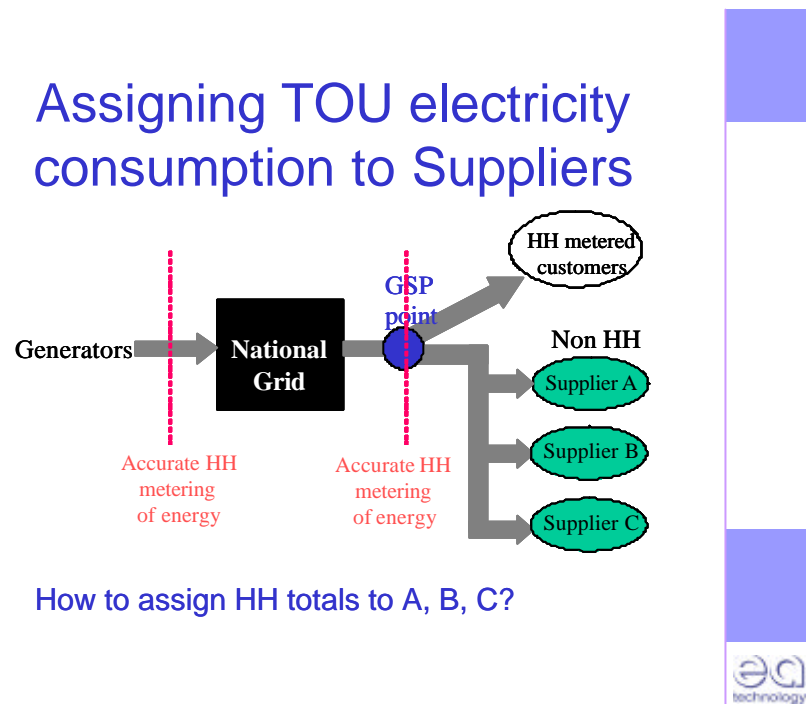 Assigning TOU electricity
consumption to Suppliers
HH metered
customers
GSP
point
Generators
National
Grid
Non HH
Supplier A
Supplier B
Supplier C
Accurate HH
metering
of energy
Accurate HH
metering
of energy
How to assign HH totals to A, B, C?
ea
technology